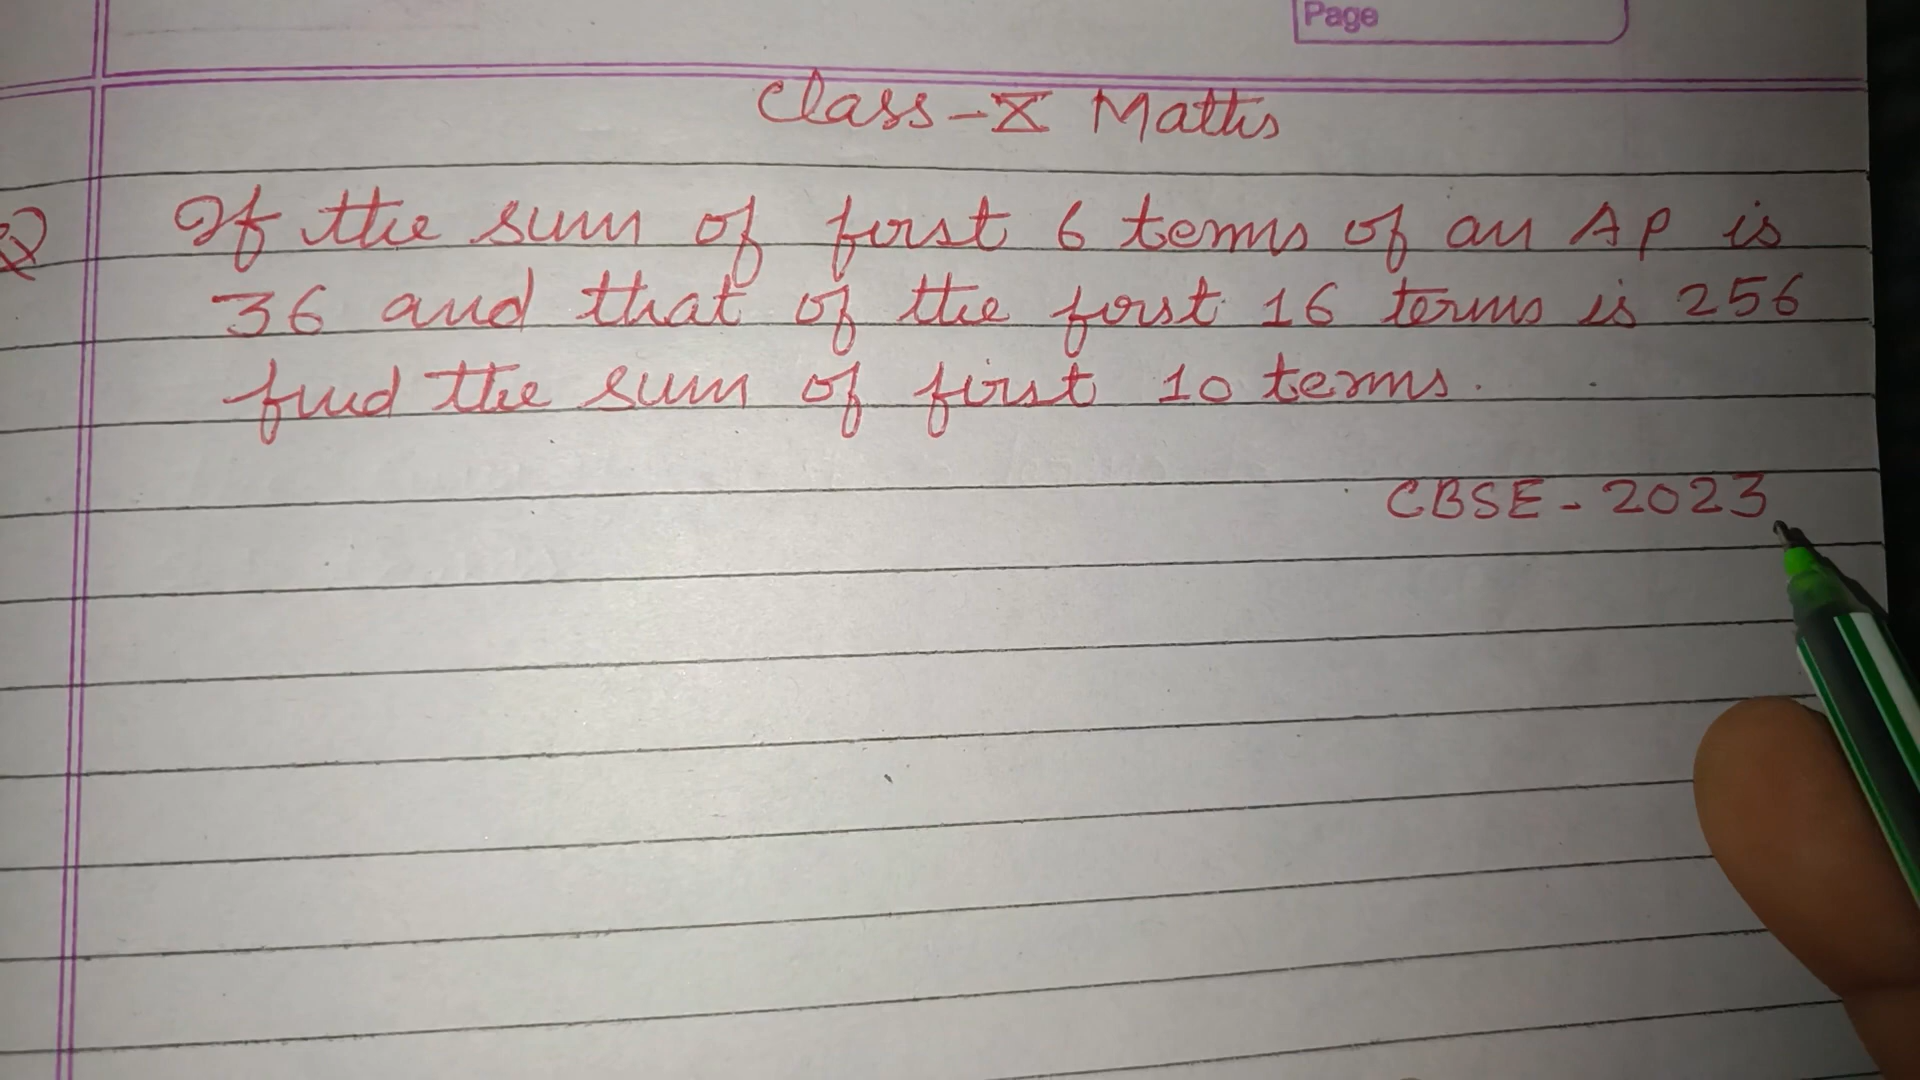 Page
Class-X Maths
Q If the sum of first 6 terms of an AP is
36 and that of the first 16 terms is 256
find the sum of first 10 terms.
CBSE - 2023